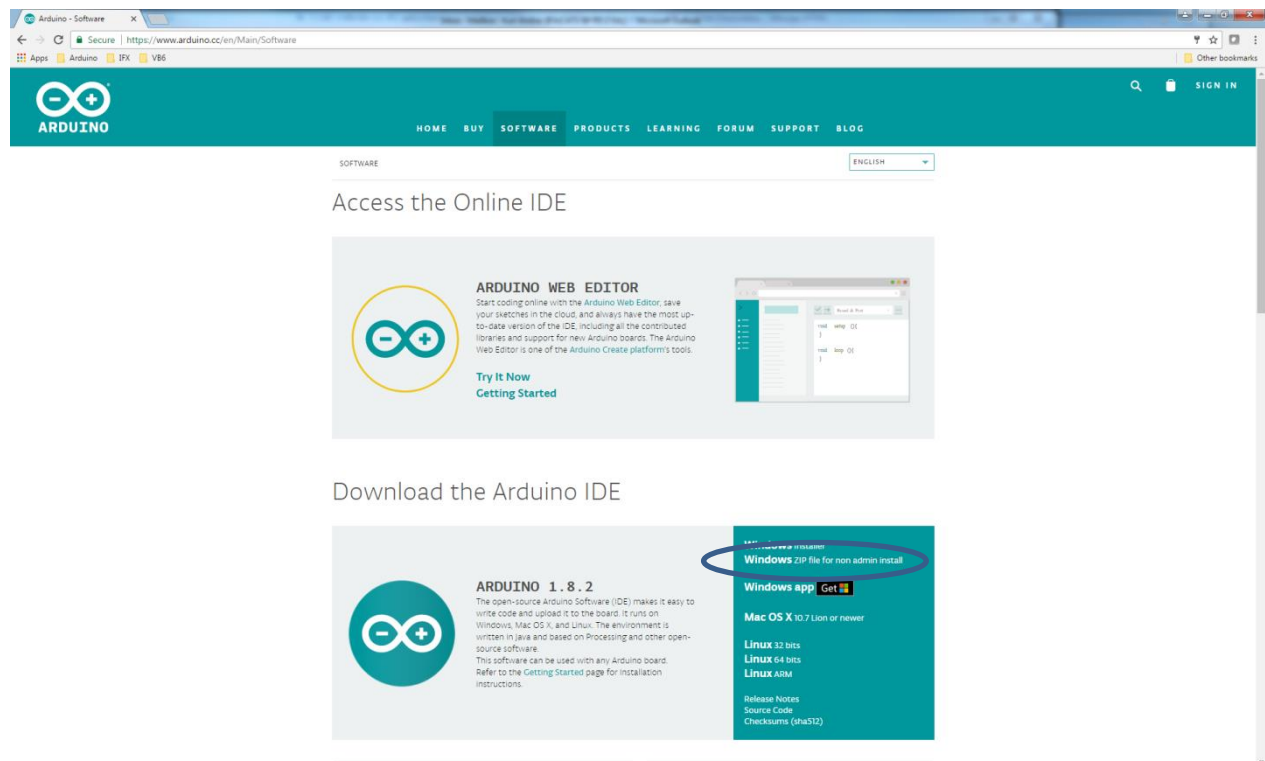 Arduino - Software
Secure | https://www.arduino.cc/en/Main/Software
Apps Arduino IFX VB6 Other bookmarks
SIGN IN
ARDUINO
HOME BUY SOFTWARE PRODUCTS LEARNING FORUM SUPPORT BLOG
SOFTWARE
ENGLISH
Access the Online IDE
ARDUINO WEB EDITOR
Start coding online with the Arduino Web Editor, save
your sketches in the cloud, and always have the most up-
to-date version of the IDE, including all the contributed
libraries and support for new Arduino boards. The Arduino
Web Editor is one of the Arduino Create platform's tools.
Try It Now
Getting Started
Read A Pot
void setup (){
}
void loop (){
}
Download the Arduino IDE
ARDUINO 1.8.2
The open-source Arduino Software (IDE) makes it easy to
write code and upload it to the board. It runs on
Windows, Mac OS X, and Linux. The environment is
written in Java and based on Processing and other open-
source software.
This software can be used with any Arduino board.
Refer to the Getting Started page for Installation
instructions.
Windows Installer
Windows ZIP file for non admin install
Windows app Get
Mac OS X 10.7 Lion or newer
Linux 32 bits
Linux 64 bits
Linux ARM
Release Notes
Source Code
Checksums (sha512)